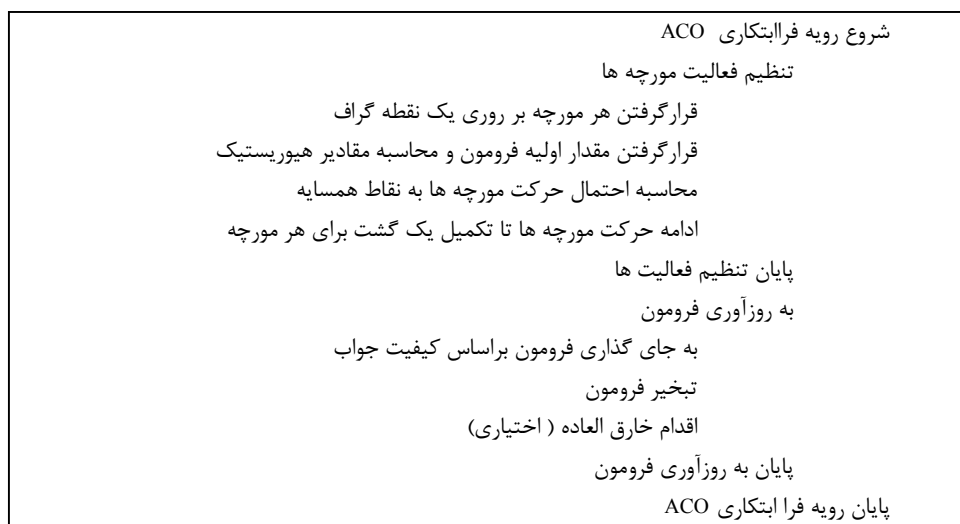 شروع رویه فراابتکاری ACO
تنظیم فعالیت مورچه ها
قرارگرفتن هر مورچه بر روری یک نقطه گراف
قرارگرفتن مقدار اولیه فرومون و محاسبه مقادیر هیوریستیک
محاسبه احتمال حرکت مورچه ها به نقاط همسایه
ادامه حرکت مورچه ها تا تکمیل یک گشت برای هر مورچه
پایان تنظیم فعالیت ها
به روزآوری فرومون
به جای گذاری فرومون براساس کیفیت جواب
تبخیر فرومون
اقدام خارق العاده ( اختیاری)
پایان به روزآوری فرومون
پایان رویه فرا ابتکاری ACO